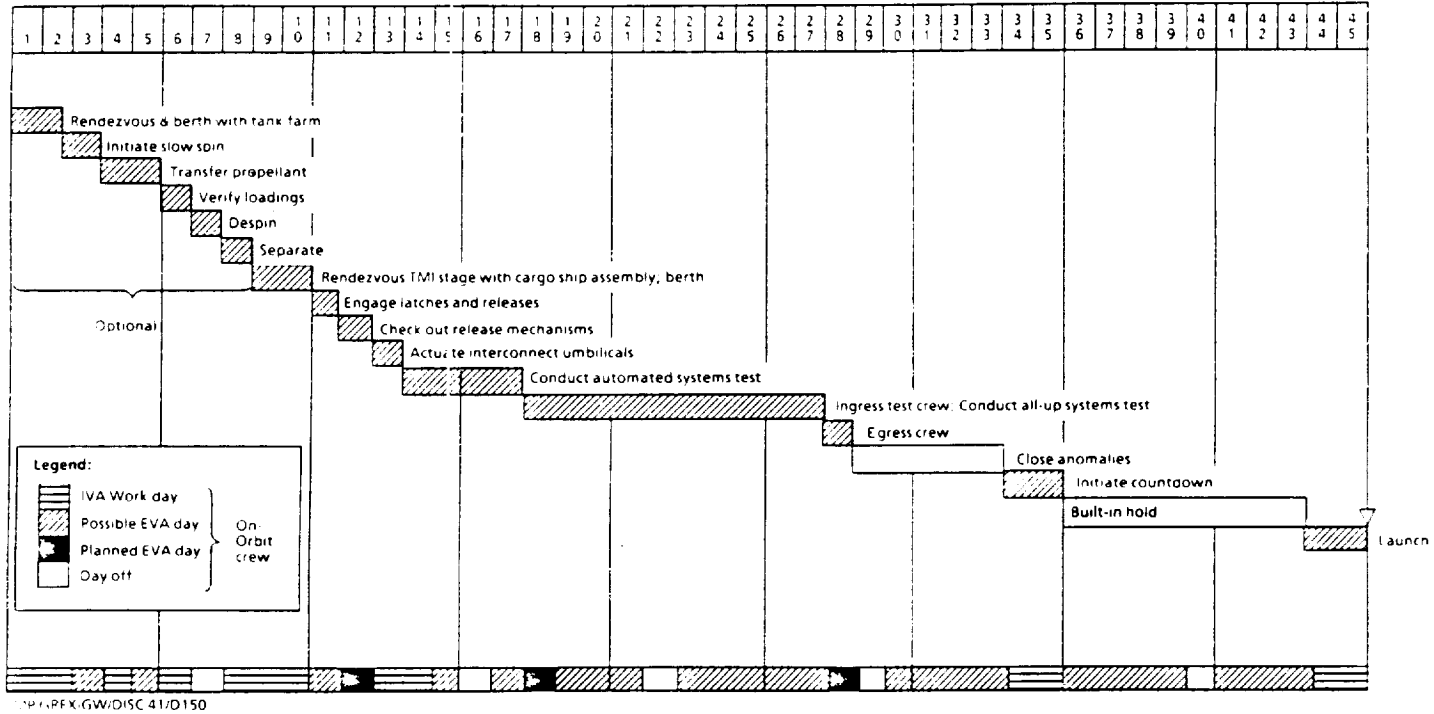 1 2 3 4 5 6 7 8 9 10 11 12 13 14 15 16 17 18 19 20 21 22 23 24 25 26 27 28 29 30 31 32 33 34 35 36 37 38 39 40 41 42 43 44 45
Rendezvous & berth with tank farm
Initiate slow spin
Transfer propellant
Verify loadings
Despin
Separate
Rendezvous TMI stage with cargo ship assembly; berth
Engage latches and releases
Optional
Check out release mechanisms
Actuate interconnect umbilicals
Conduct automated systems test
Ingress test crew; Conduct all-up systems test
Egress crew
Close anomalies
Initiate countdown
Built-in hold
Launch
Legend:
IVA Work day
Possible EVA day
Planned EVA day
Day off
On-
Orbit
crew